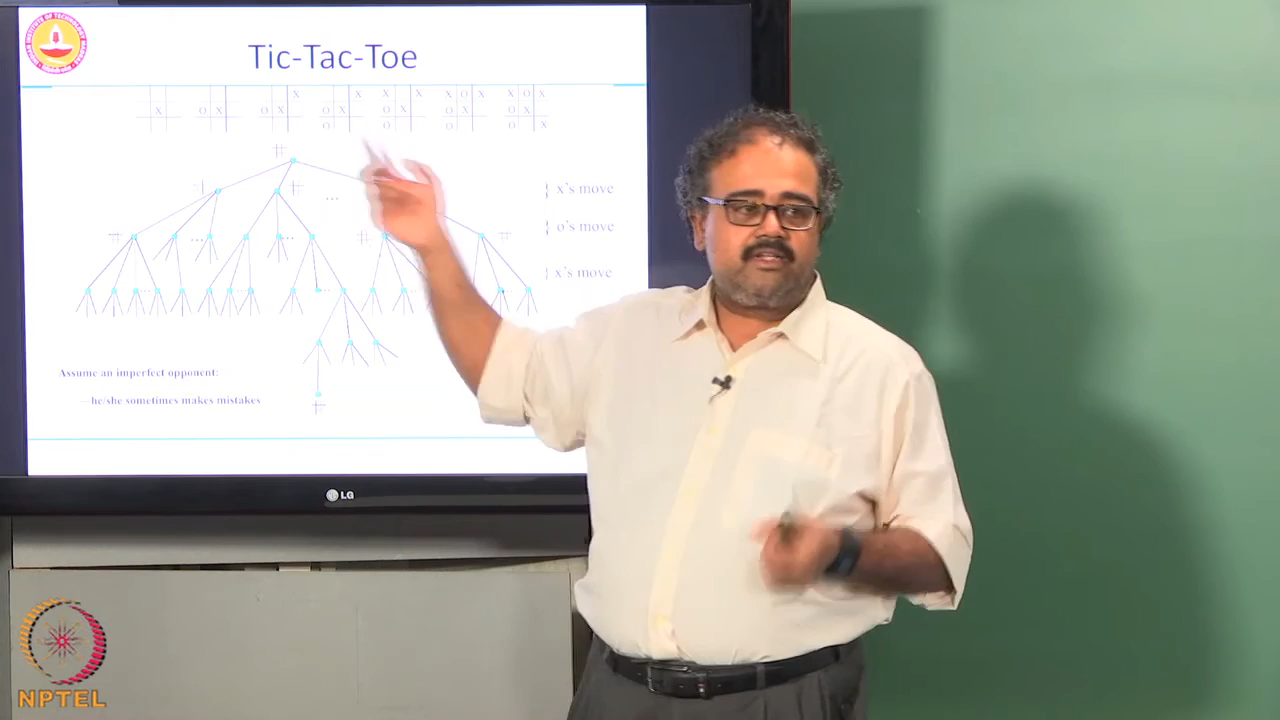 Tic-Tac-Toe
x's move
o's move
x's move
Assume an imperfect opponent:
—he/she sometimes makes mistakes
LG
NPTEL